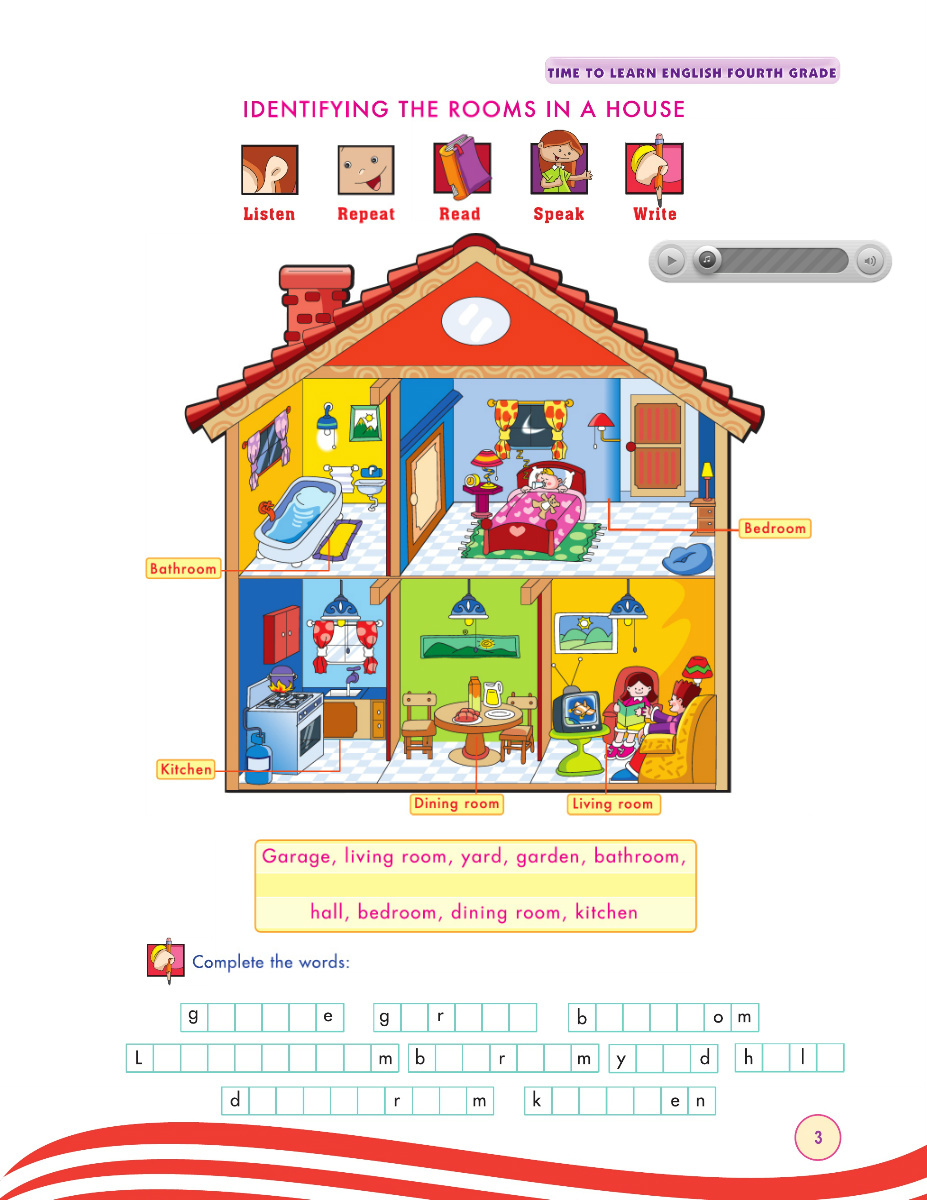 TIME TO LEARN ENGLISH FOURTH GRADE
IDENTIFYING THE ROOMS IN A HOUSE
Listen Repeat Read Speak Write
z z z
Bedroom
Bathroom
Kitchen
Dining room Living room
Garage, living room, yard, garden, bathroom,
hall, bedroom, dining room, kitchen
Complete the words:
g e g r b o m
L m b r m y d h l
d r m k e n
3